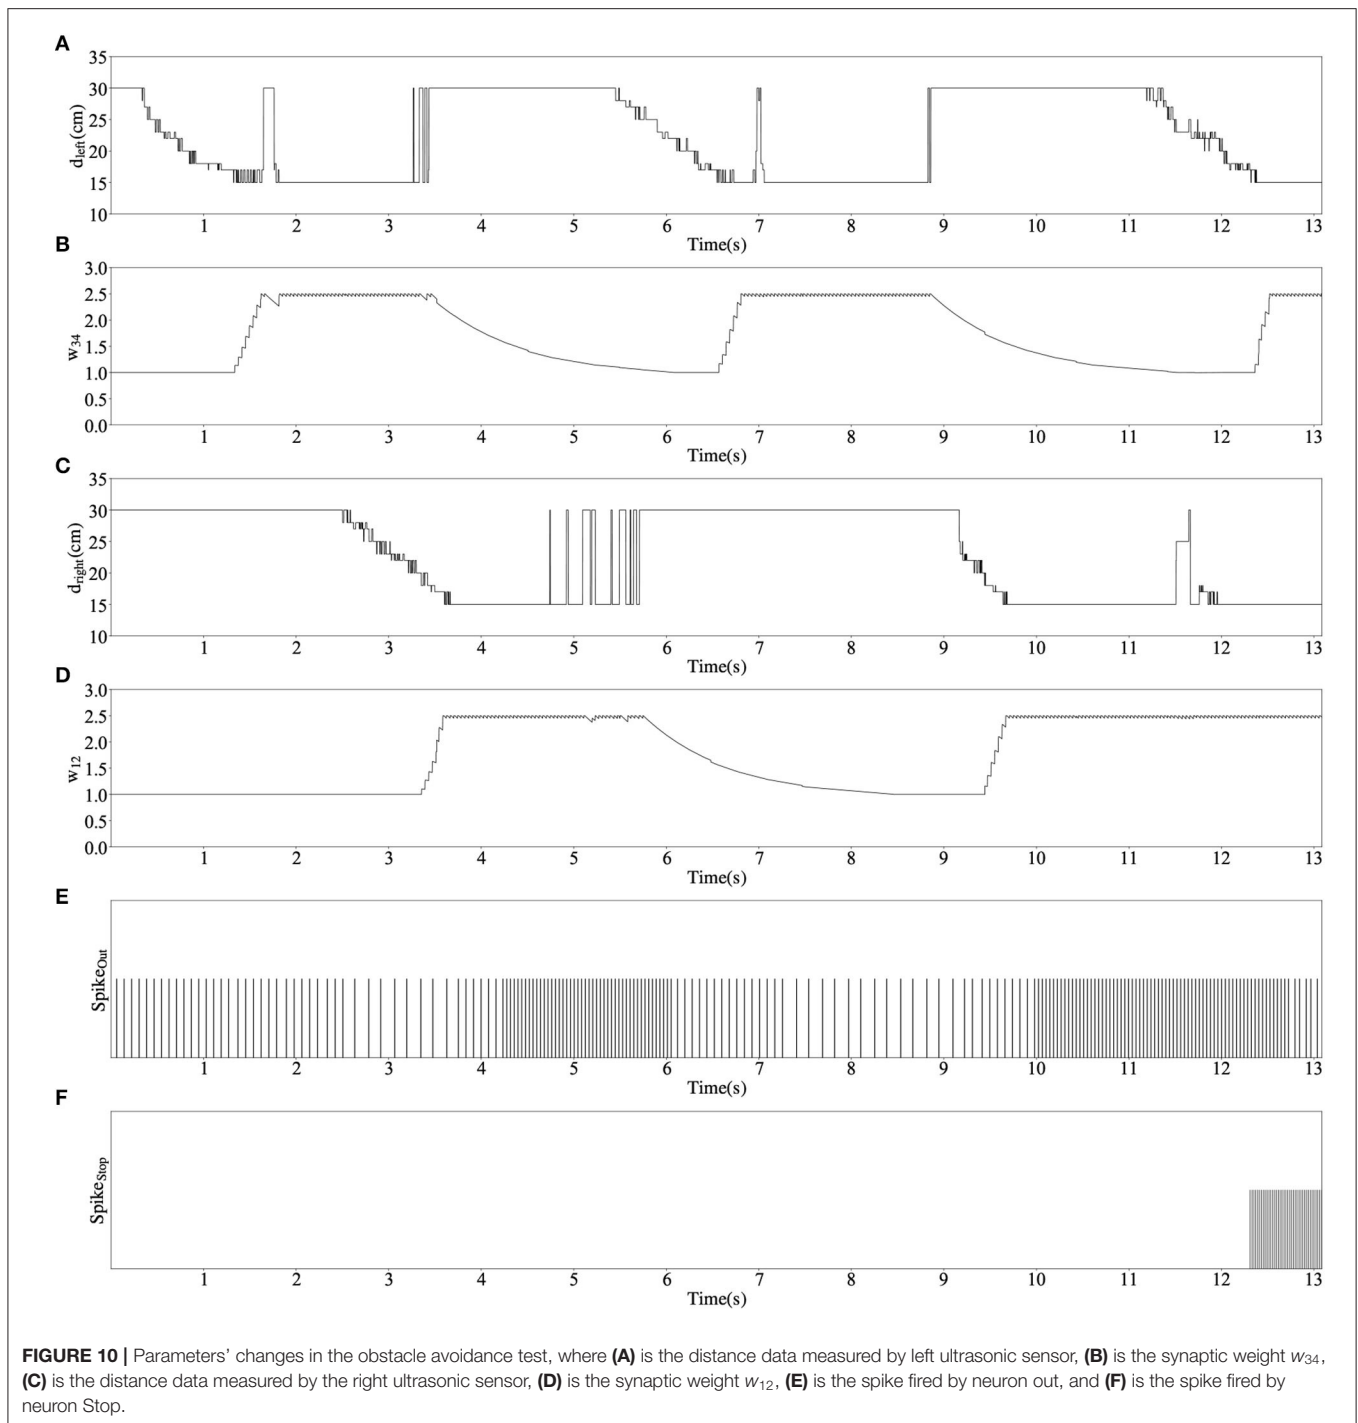 A
35
30
25
20
15
10
d_left(cm)
1 2 3 4 5 6 7 8 9 10 11 12 13
Time(s)
B
3.0
2.5
2.0
1.5
1.0
0.5
0.0
w_34
1 2 3 4 5 6 7 8 9 10 11 12 13
Time(s)
C
35
30
25
20
15
10
d_right(cm)
1 2 3 4 5 6 7 8 9 10 11 12 13
Time(s)
D
3.0
2.5
2.0
1.5
1.0
0.5
0.0
w_12
1 2 3 4 5 6 7 8 9 10 11 12 13
Time(s)
E
Spike_Out
1 2 3 4 5 6 7 8 9 10 11 12 13
Time(s)
F
Spike_Stop
1 2 3 4 5 6 7 8 9 10 11 12 13
Time(s)
FIGURE 10 | Parameters’ changes in the obstacle avoidance test, where (A) is the distance data measured by left ultrasonic sensor, (B) is the synaptic weight w_34,
(C) is the distance data measured by the right ultrasonic sensor, (D) is the synaptic weight w_12, (E) is the spike fired by neuron out, and (F) is the spike fired by
neuron Stop.